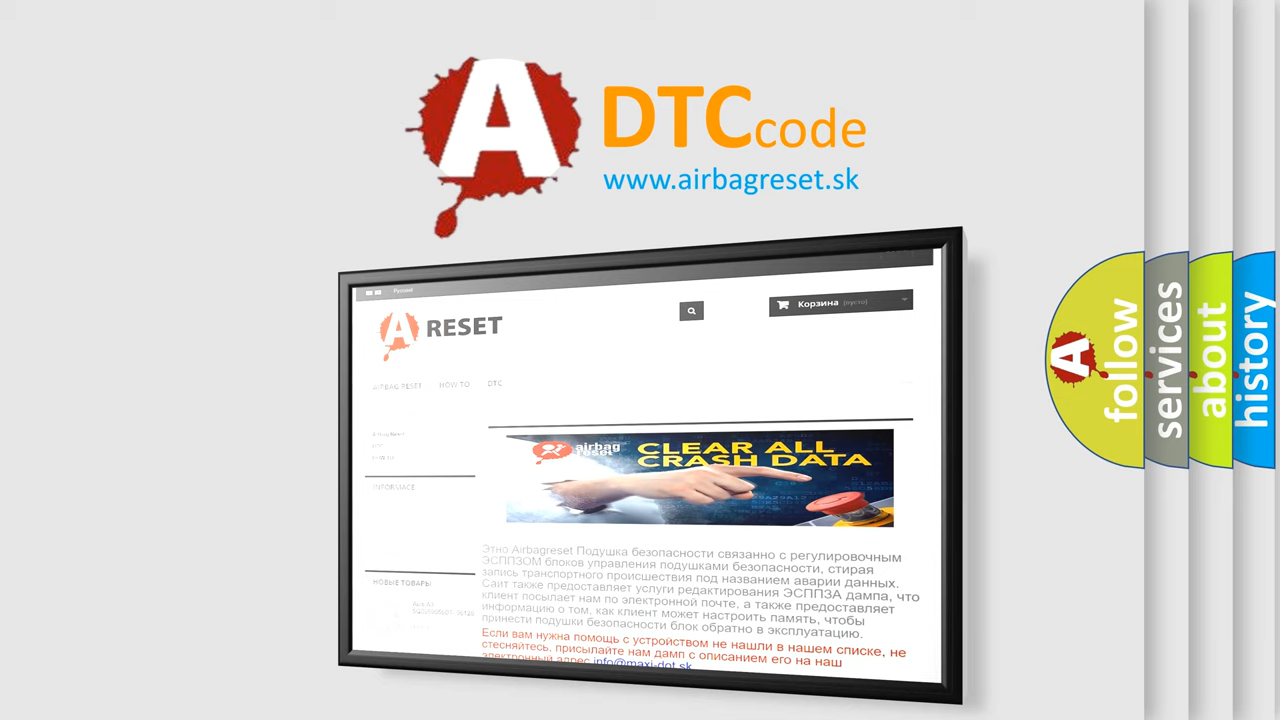 A
DTC code
www.airbagreset.sk
Русский
A RESET
Корзина (пусто)
AIRBAG RESET HOW TO DTC
INFORMACE
НОВЫЕ ТОВАРЫ
airbag
reset
CLEAR ALL
CRASH DATA
Этно Airbagreset Подушка безопасности связанно с регулировочным
ЭСППЗОМ блоков управления подушками безопасности, стирая
запись транспортного происшествия под названием аварии данных.
Сайт также предоставляет услуги редактирования ЭСППЗА дампа, что
клиент посылает нам по электронной почте, а также предоставляет
информацию о том, как клиент может настроить память, чтобы
принести подушки безопасности блок обратно в эксплуатацию.
Если вам нужна помощь с устройством не нашли в нашем списке, не
стесняйтесь, присылайте нам дамп с описанием его на наш
электронный адрес info@maxi-dot.sk
A
follow
services
about
history